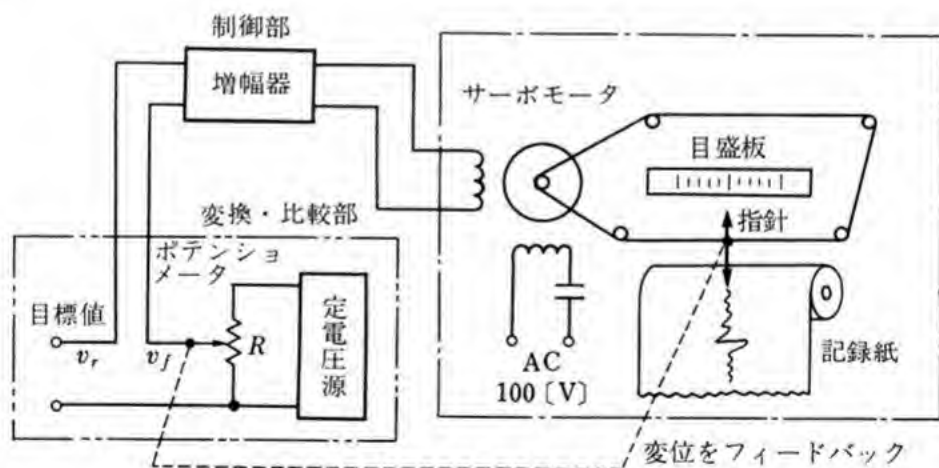 制御部
増幅器
サーボモータ
目盛板
指針
変換・比較部
ポテンショ
メータ
定電圧源
目標値
v_r
v_f
R
AC
100〔V〕
記録紙
変位をフィードバック